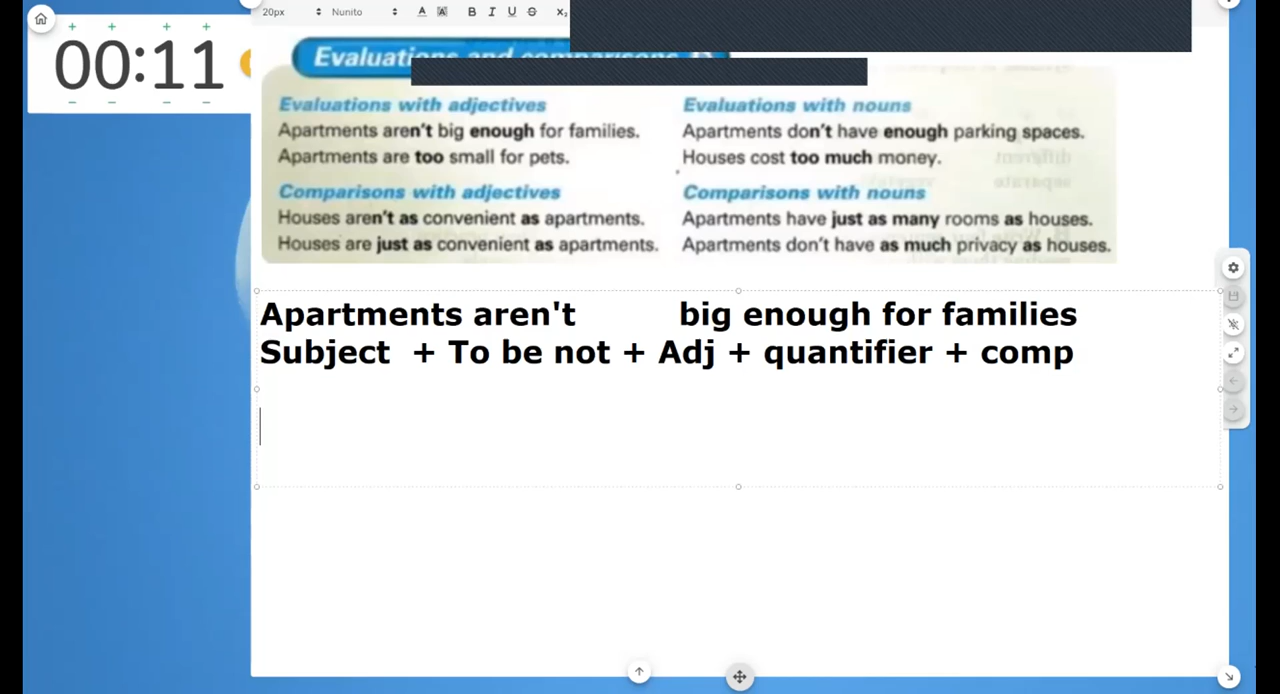 00:11
20px Nunito A A B I U S x,
Evaluations and comparisons
Evaluations with adjectives
Apartments aren't big enough for families.
Apartments are too small for pets.
Comparisons with adjectives
Houses aren't as convenient as apartments.
Houses are just as convenient as apartments.
Evaluations with nouns
Apartments don't have enough parking spaces.
Houses cost too much money.
Comparisons with nouns
Apartments have just as many rooms as houses.
Apartments don't have as much privacy as houses.
Apartments aren't big enough for families
Subject + To be not + Adj + quantifier + comp